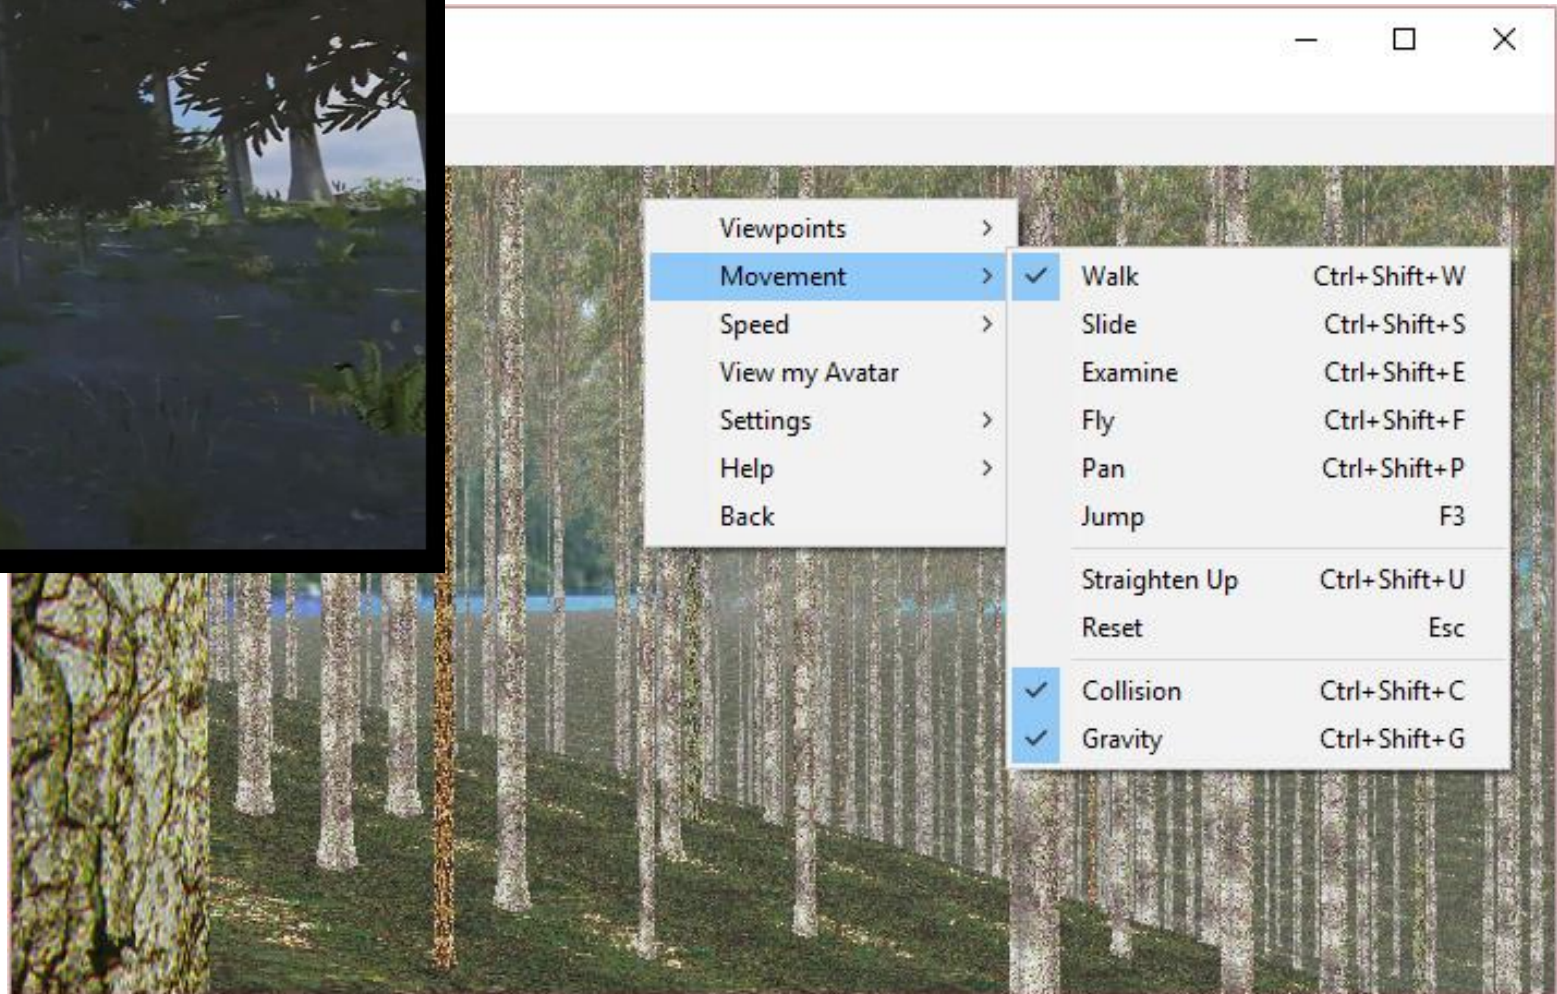 Viewpoints
Movement
Speed
View my Avatar
Settings
Help
Back
Walk Ctrl+Shift+W
Slide Ctrl+Shift+S
Examine Ctrl+Shift+E
Fly Ctrl+Shift+F
Pan Ctrl+Shift+P
Jump F3
Straighten Up Ctrl+Shift+U
Reset Esc
Collision Ctrl+Shift+C
Gravity Ctrl+Shift+G